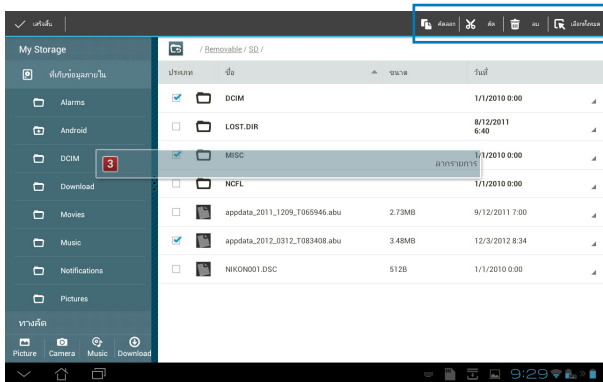 เสร็จสิ้น คัดลอก ตัด ลบ เลือกทั้งหมด
My Storage / Removable / SD /
ที่เก็บข้อมูลภายใน ประเภท ชื่อ ขนาด วันที่
Alarms DCIM 1/1/2010 0:00
Android LOST.DIR 8/12/2011 6:40
DCIM 3 MISC ลากรายการ 1/1/2010 0:00
Download NCFL 1/1/2010 0:00
Movies appdata_2011_1209_T065946.abu 2.73MB 9/12/2011 7:00
Music appdata_2012_0312_T083408.abu 3.48MB 12/3/2012 8:34
Notifications NIKON001.DSC 512B 1/1/2010 0:00
Pictures
ทางลัด
Picture Camera Music Download
9:29